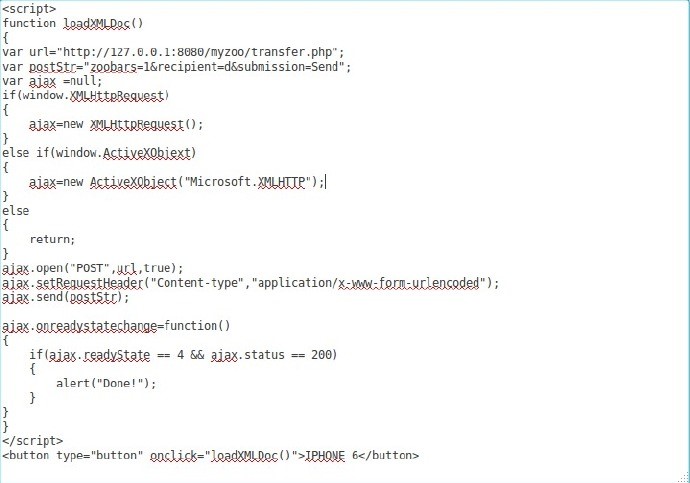 <script>
function loadXMLDoc()
{
var url="http://127.0.0.1:8080/myzoo/transfer.php";
var postStr="zoobars=1&recipient=d&submission=Send";
var ajax =null;
if(window.XMLHttpRequest)
{
    ajax=new XMLHttpRequest();
}
else if(window.ActiveXObiext)
{
    ajax=new ActiveXObject("Microsoft.XMLHTTP");
}
else
{
    return;
}
ajax.open("POST",url,true);
ajax.setRequestHeader("Content-type","application/x-www-form-urlencoded");
ajax.send(postStr);

ajax.onreadystatechange=function()
{
    if(ajax.readyState == 4 && ajax.status == 200)
    {
        alert("Done!");
    }
}
}
</script>
<button type="button" onclick="loadXMLDoc()">IPHONE 6</button>